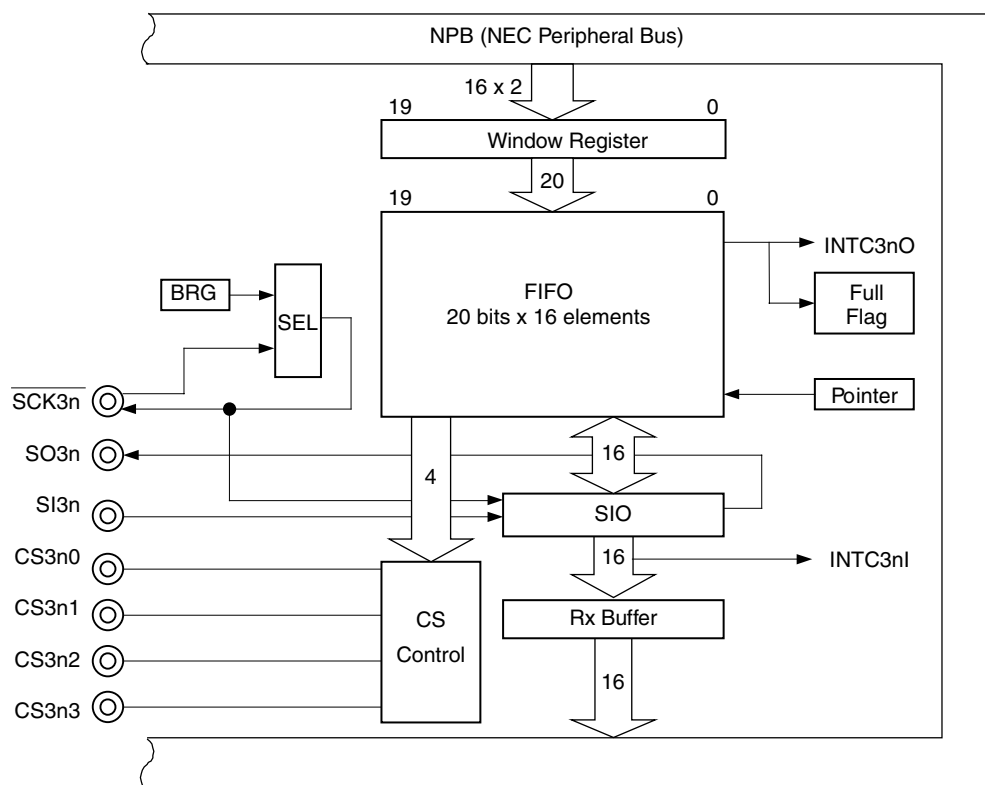 NPB (NEC Peripheral Bus)
16 x 2
19
0
Window Register
20
19
0
INTC3nO
BRG
SEL
FIFO
20 bits x 16 elements
Full
Flag
SCK3n
Pointer
SO3n
16
4
SI3n
SIO
CS3n0
16
INTC3nI
CS3n1
CS
Control
Rx Buffer
CS3n2
16
CS3n3